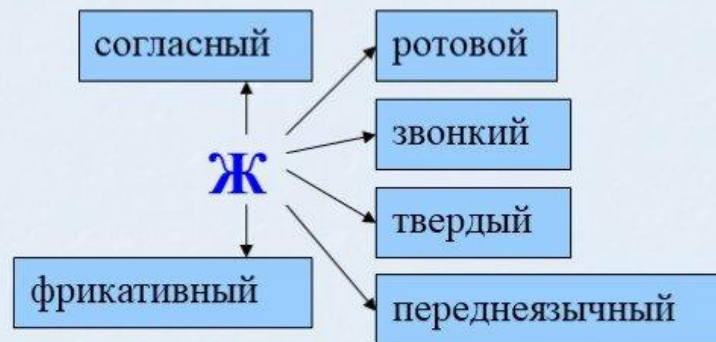 согласный
ротовой
звонкий
Ж
твердый
фрикативный
переднеязычный